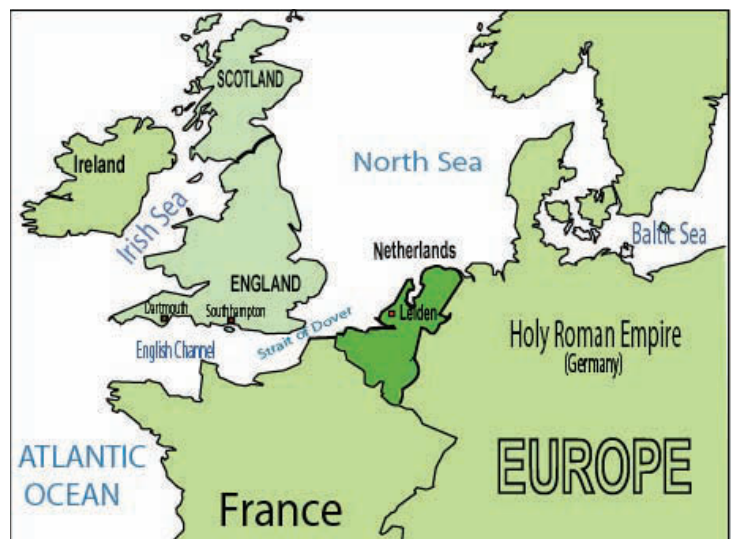 SCOTLAND
Ireland
North Sea
Irish Sea
Baltic Sea
Netherlands
ENGLAND
Dartmouth
Southampton
Leiden
Strait of Dover
English Channel
Holy Roman Empire
(Germany)
ATLANTIC
OCEAN
EUROPE
France